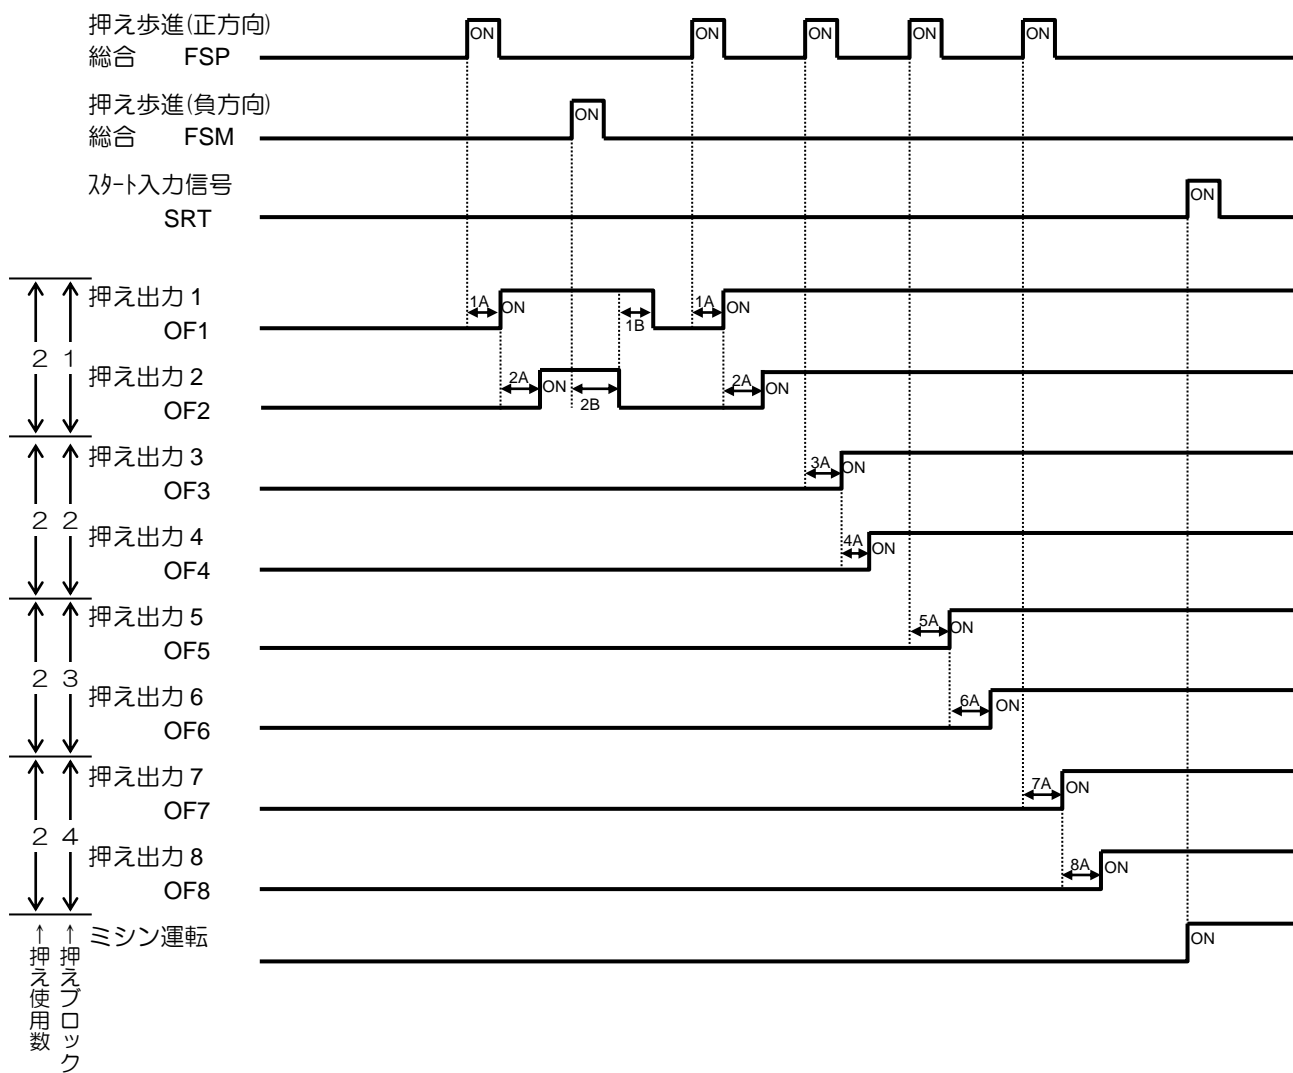 押え歩進(正方向)
総合 FSP
ON ON ON ON ON
押え歩進(負方向)
総合 FSM
ON
ｽﾀｰﾄ入力信号
SRT
ON
押え出力1
OF1
1A ON 1B 1A ON
2 1
押え出力2
OF2
2A ON 2B 2A ON
押え出力3
OF3
3A ON
2 2
押え出力4
OF4
4A ON
押え出力5
OF5
5A ON
2 3
押え出力6
OF6
6A ON
押え出力7
OF7
7A ON
2 4
押え出力8
OF8
8A ON
ミシン運転
ON
↑押え使用数
↑押えブロック